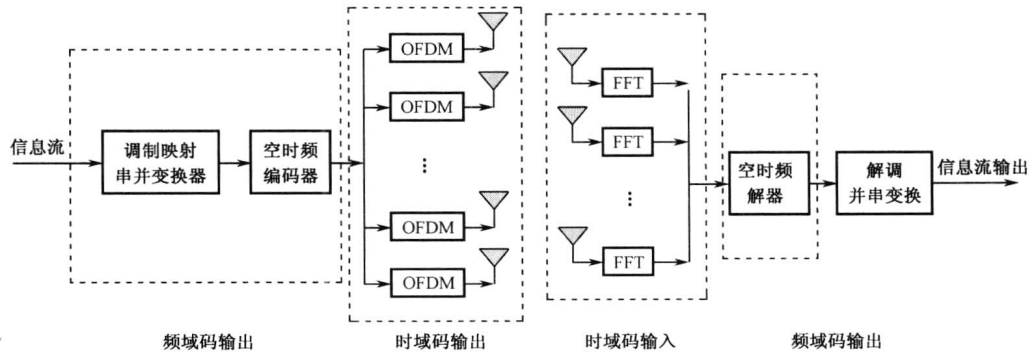 信息流
调制映射
串并变换器
空时频
编码器
OFDM
OFDM
⋮
OFDM
OFDM
FFT
FFT
⋮
FFT
空时频
解器
解调
并串变换
信息流输出
频域码输出
时域码输出
时域码输入
频域码输出